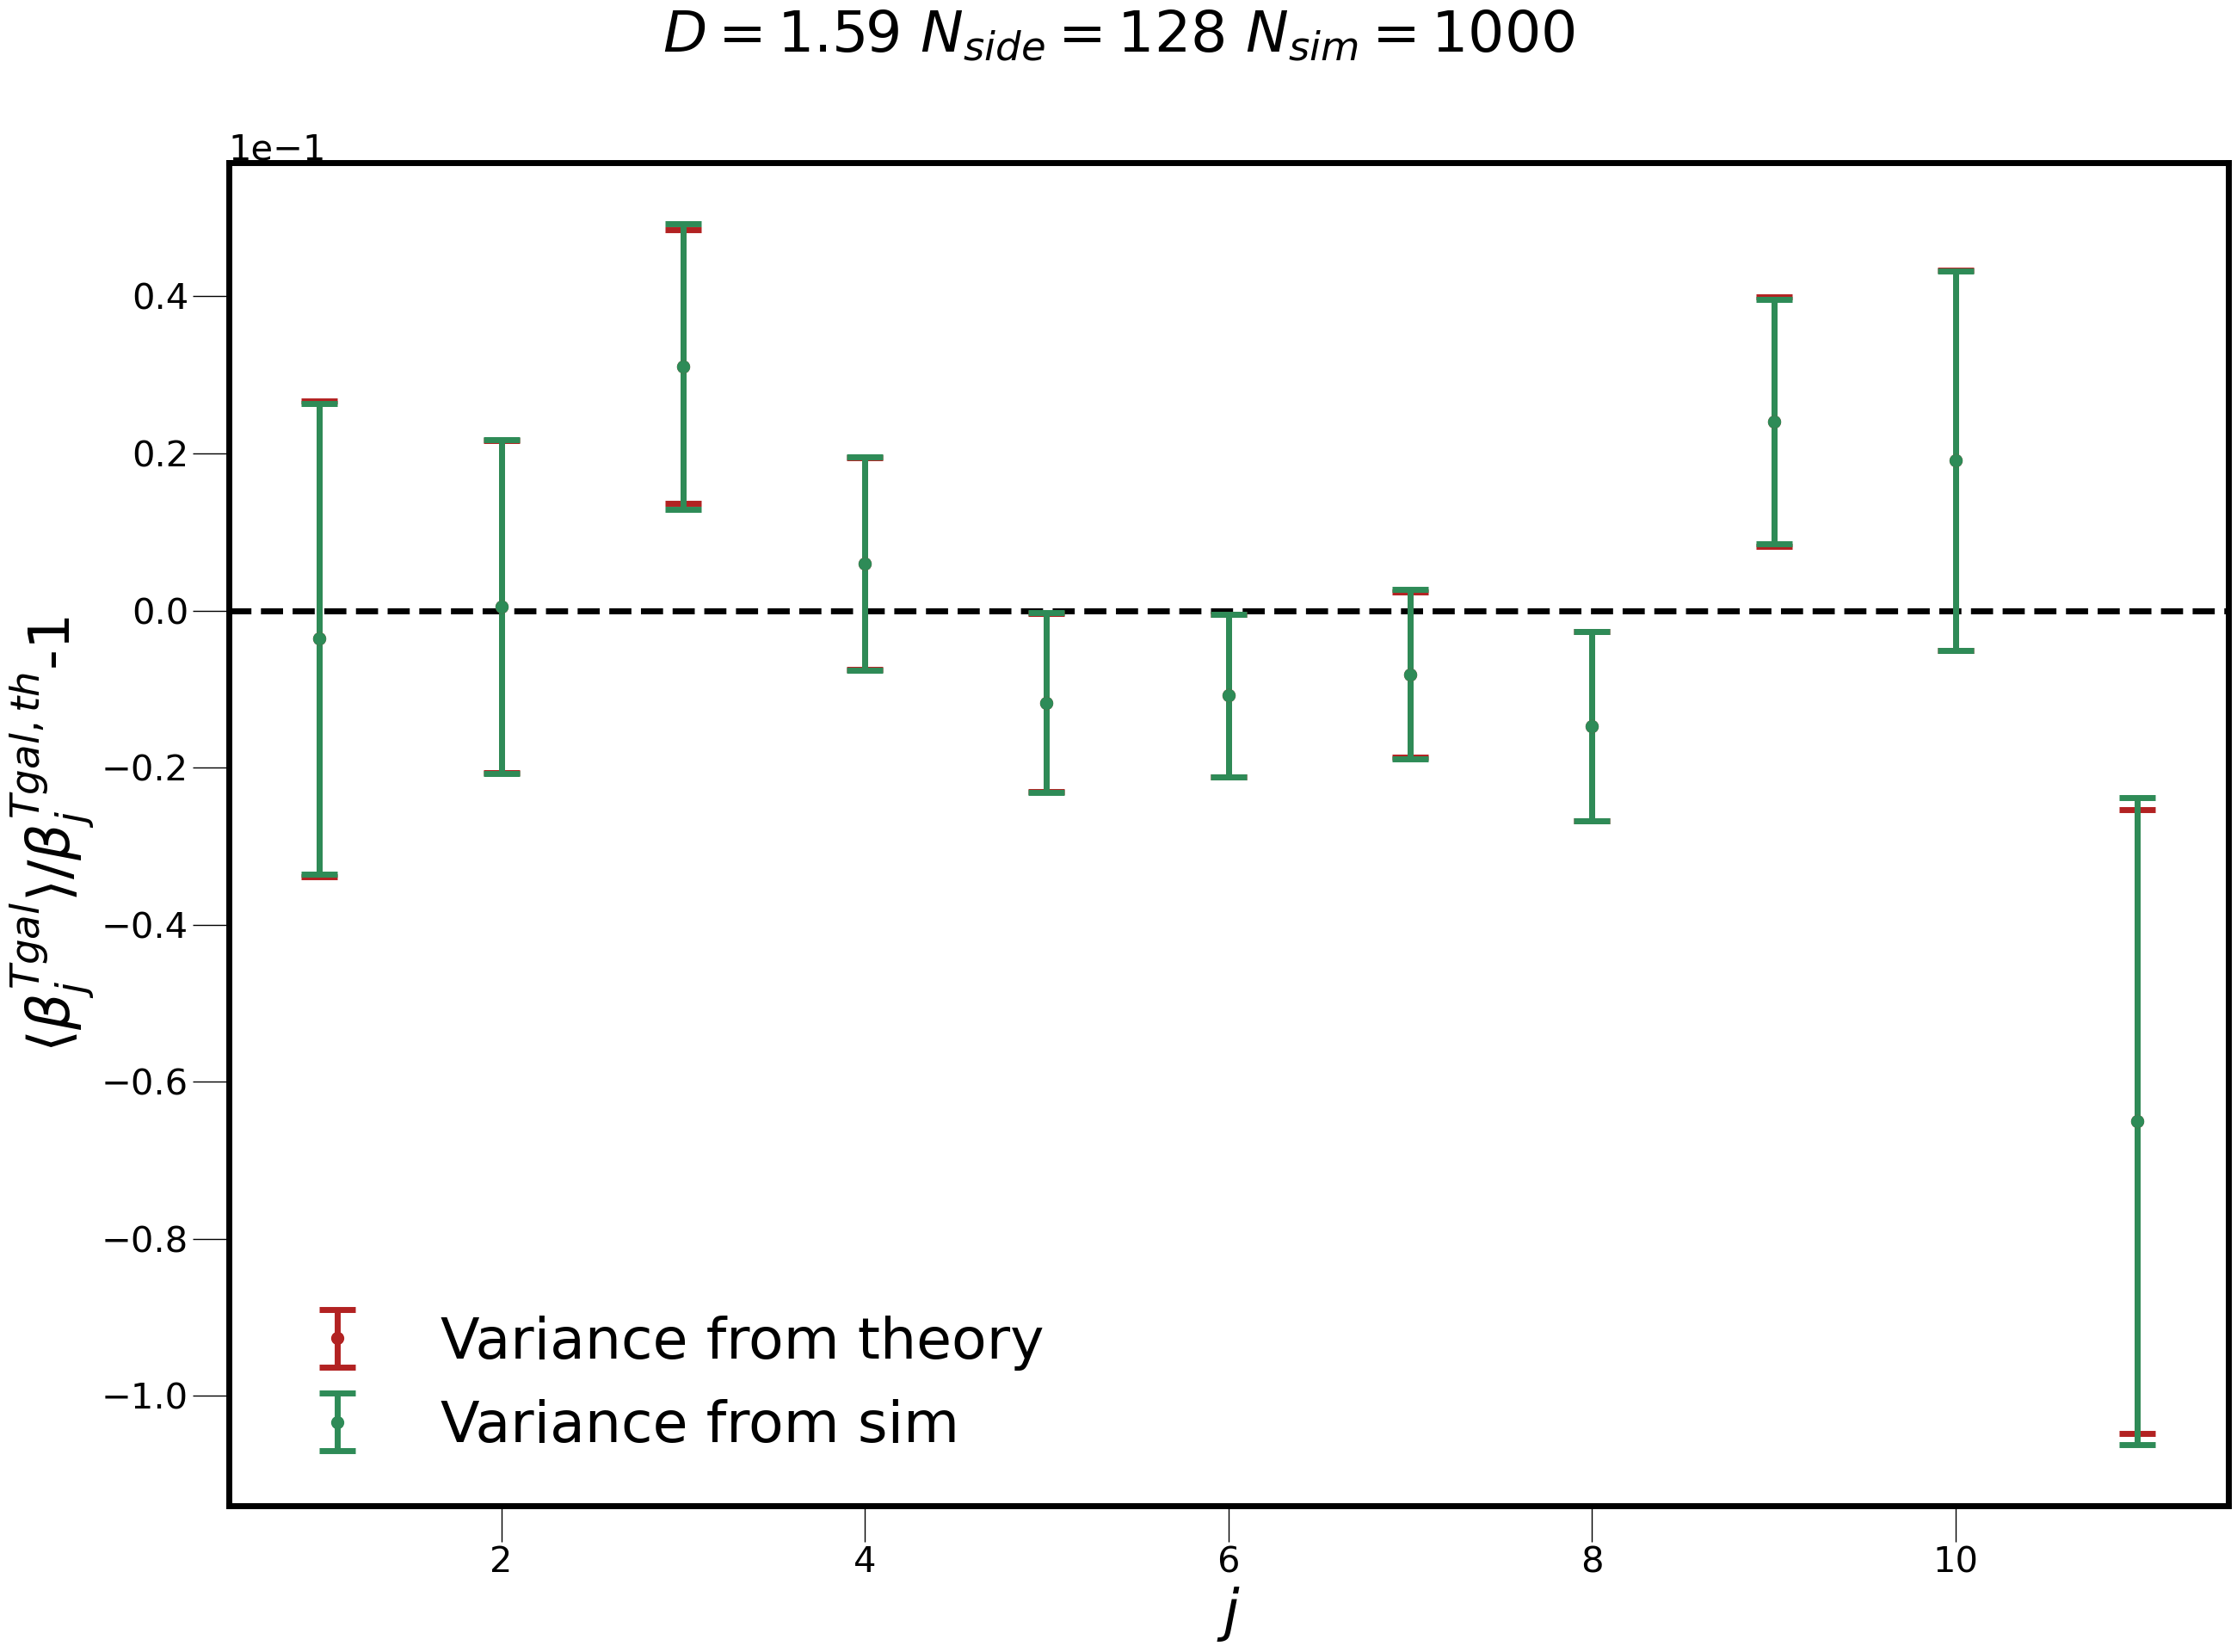 D = 1.59 N_side = 128 N_sim = 1000
1e−1
0.4
0.2
0.0
−0.2
−0.4
−0.6
−0.8
−1.0
⟨β_j^Tgal⟩/β_j^Tgal, th-1
Variance from theory
Variance from sim
2 4 6 8 10
j